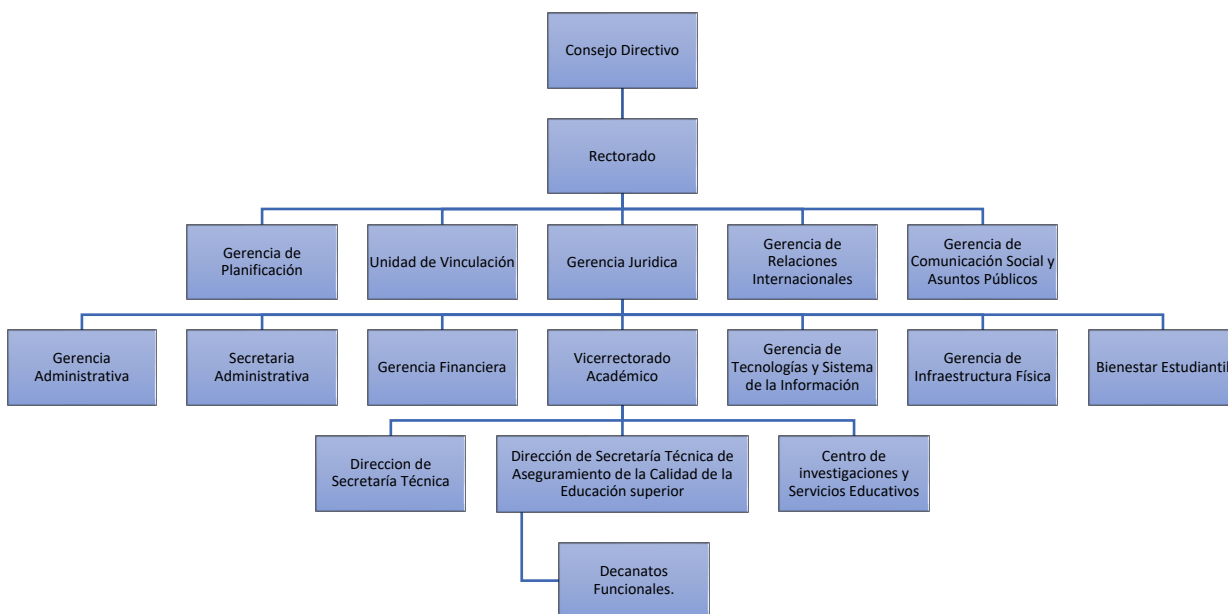 Consejo Directivo
Rectorado
Gerencia de
Planificación
Unidad de Vinculación
Gerencia Juridica
Gerencia de
Relaciones
Internacionales
Gerencia de
Comunicación Social y
Asuntos Públicos
Gerencia
Administrativa
Secretaria
Administrativa
Gerencia Financiera
Vicerrectorado
Académico
Gerencia de
Tecnologías y Sistema
de la Información
Gerencia de
Infraestructura Física
Bienestar Estudiantil
Direccion de
Secretaría Técnica
Dirección de Secretaría Técnica de
Aseguramiento de la Calidad de la
Educación superior
Centro de
investigaciones y
Servicios Educativos
Decanatos
Funcionales.